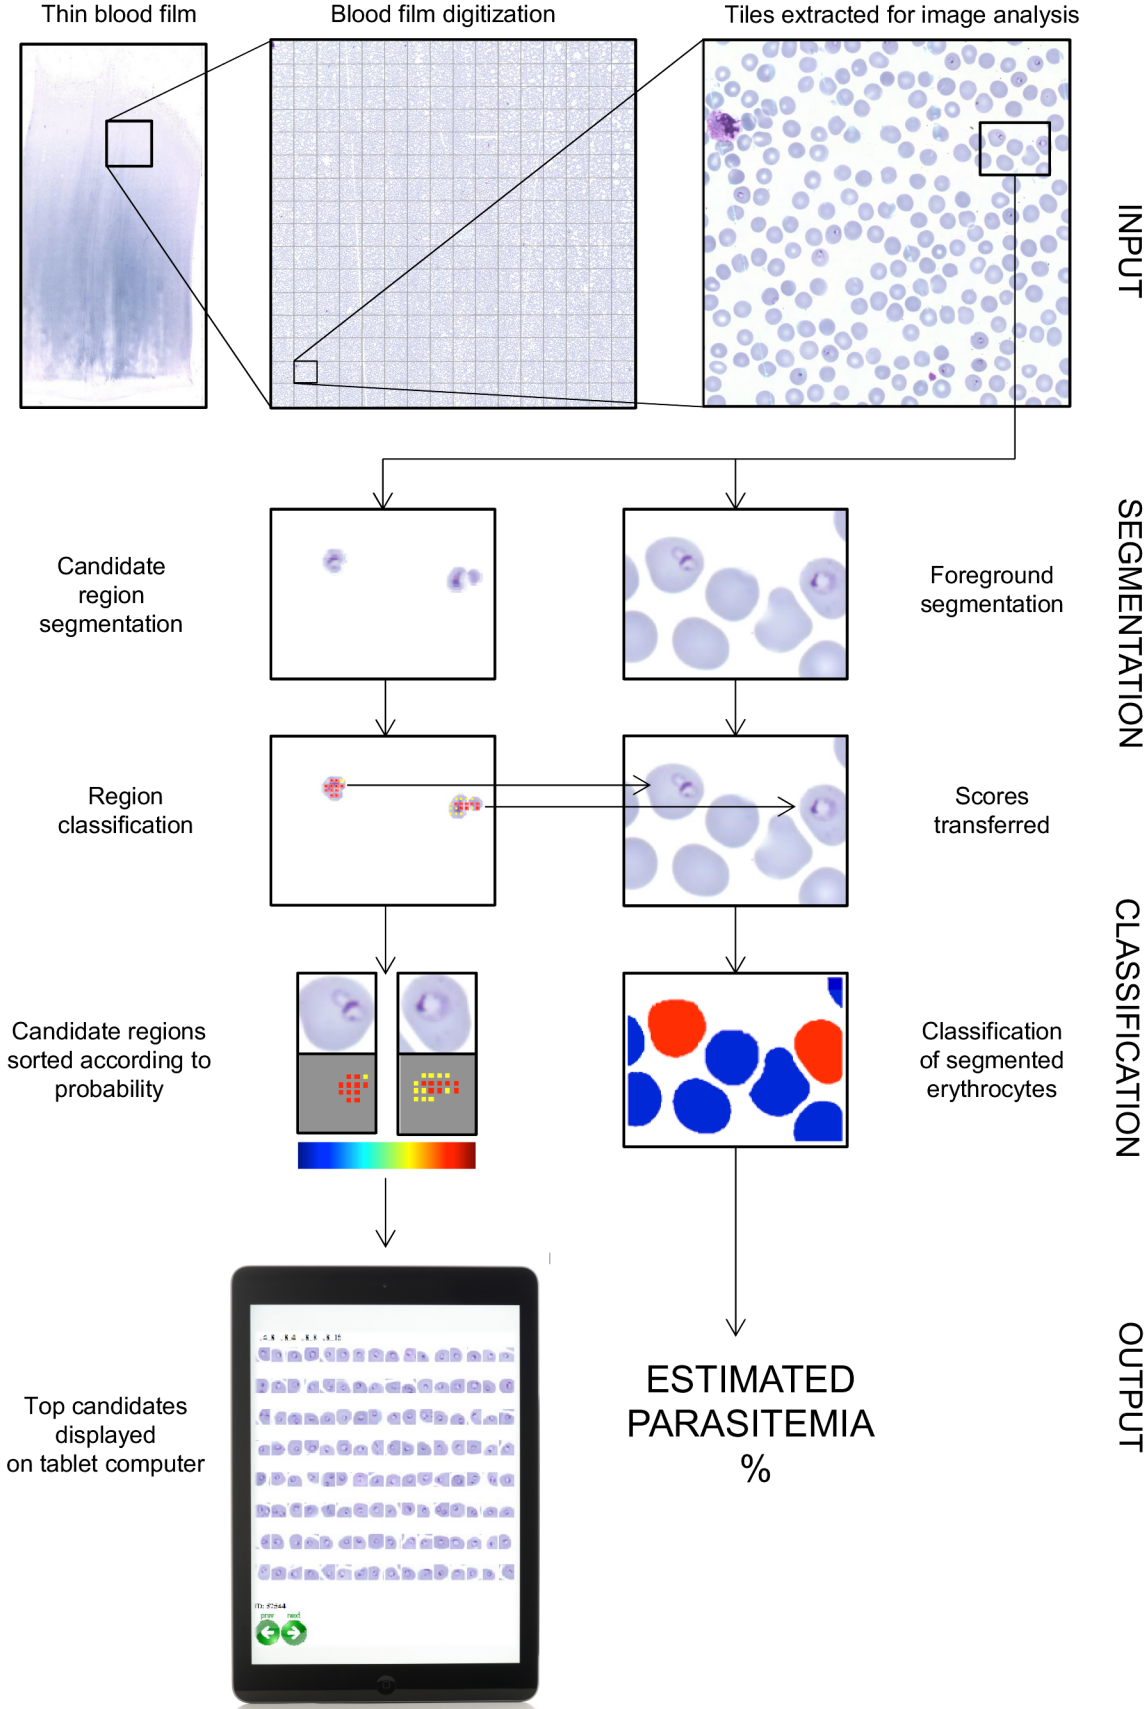 Thin blood film
Blood film digitization
Tiles extracted for image analysis
INPUT
Candidate
region
segmentation
Foreground
segmentation
SEGMENTATION
Region
classification
Scores
transferred
Candidate regions
sorted according to
probability
Classification
of segmented
erythrocytes
CLASSIFICATION
Top candidates
displayed
on tablet computer
prev next
ESTIMATED
PARASITEMIA
%
OUTPUT